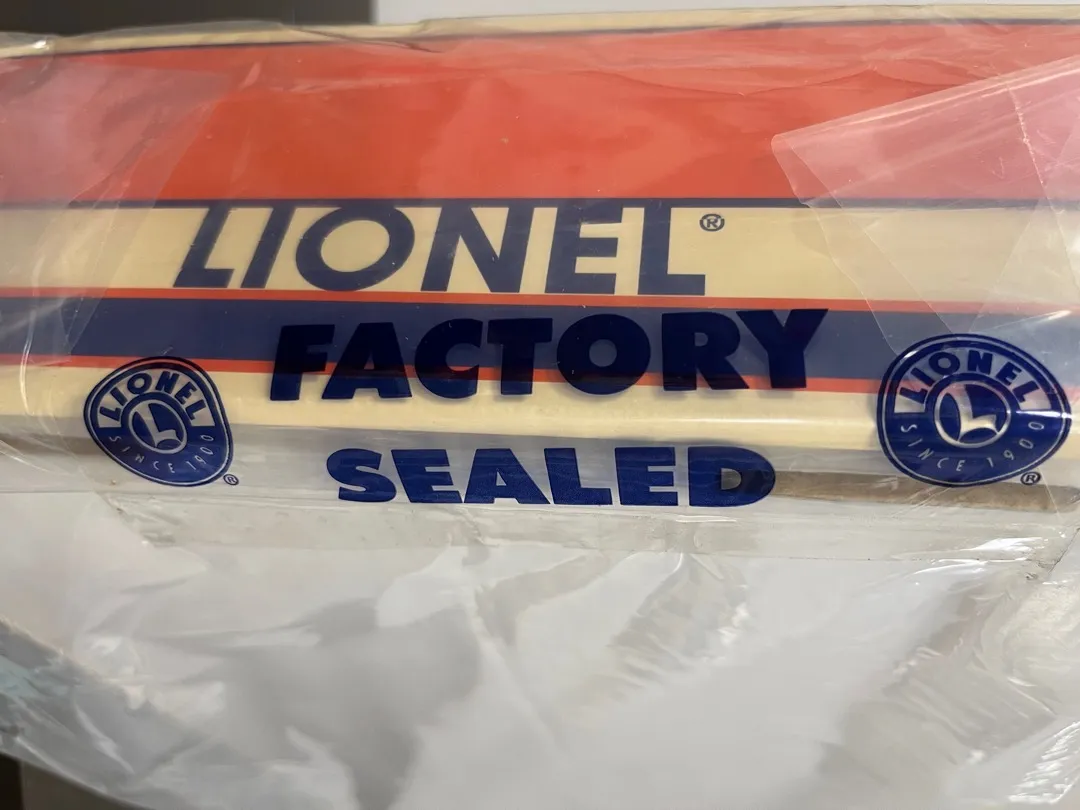 LIONEL®
FACTORY
LIONEL
SINCE 1900
®
LIONEL
SINCE 1900
®
SEALED